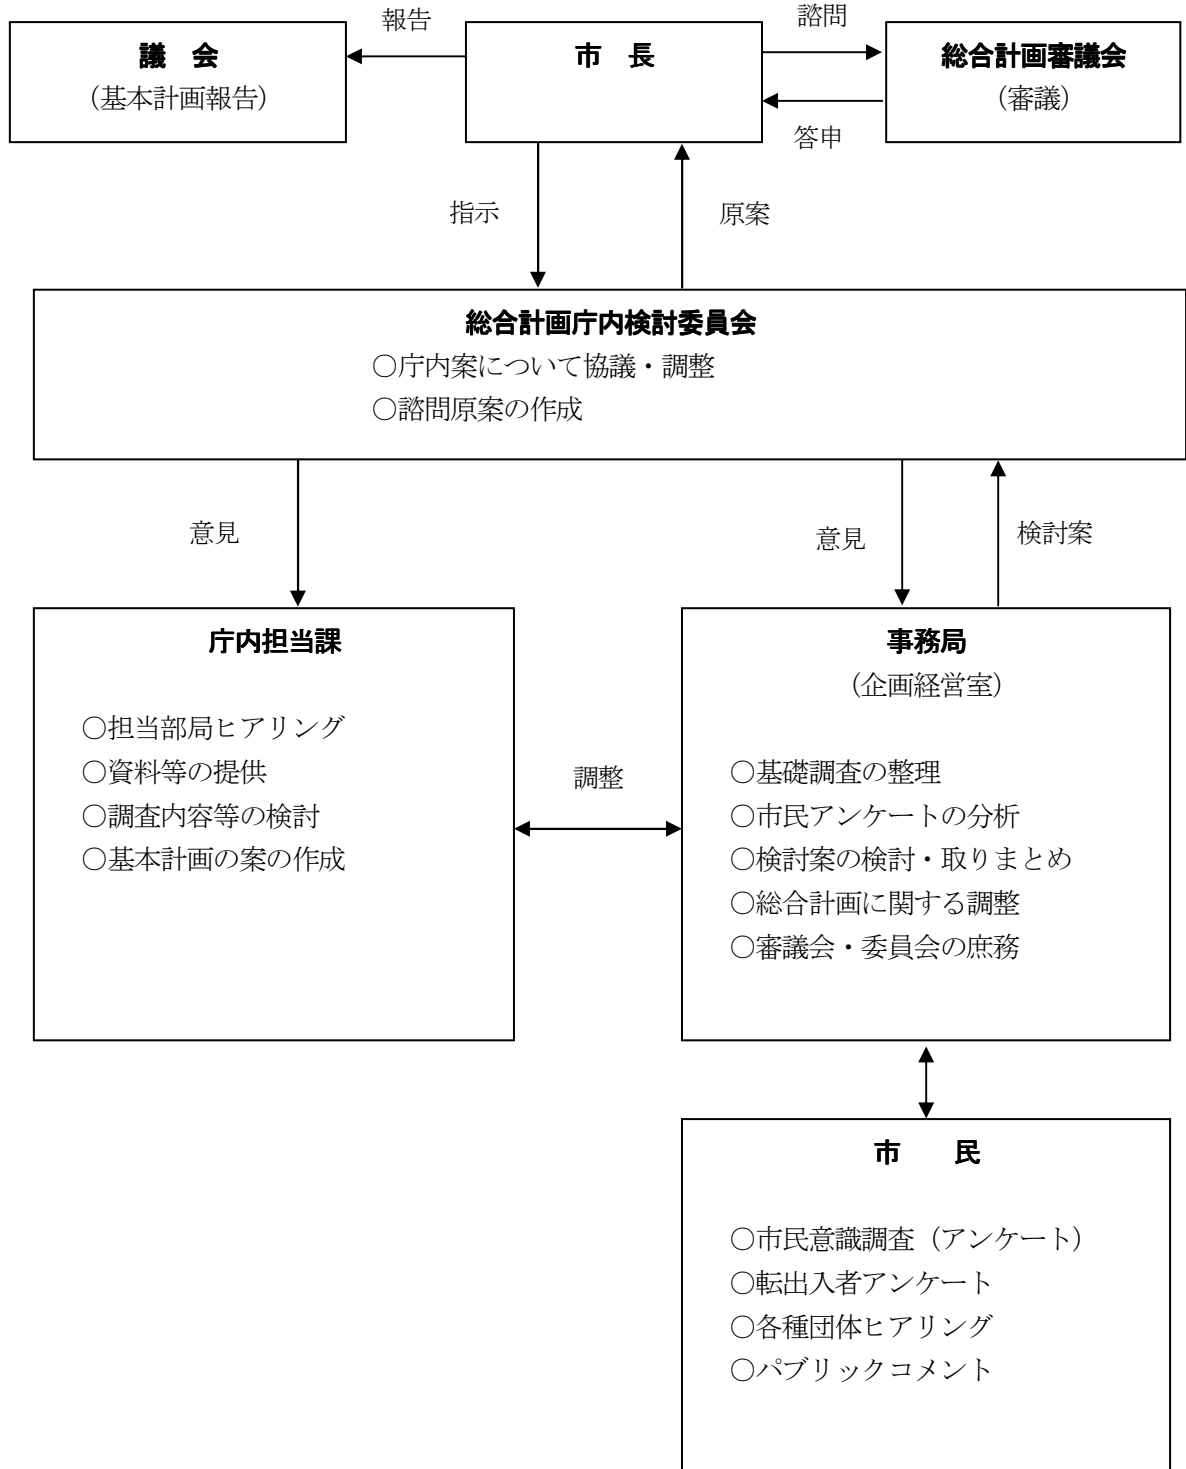 報告
諮問
議　会
（基本計画報告）
市　長
総合計画審議会
（審議）
答申
指示
原案
総合計画庁内検討委員会
○庁内案について協議・調整
○諮問原案の作成
意見
意見
検討案
庁内担当課
○担当部局ヒアリング
○資料等の提供
○調査内容等の検討
○基本計画の案の作成
調整
事務局
（企画経営室）
○基礎調査の整理
○市民アンケートの分析
○検討案の検討・取りまとめ
○総合計画に関する調整
○審議会・委員会の庶務
市　　民
○市民意識調査（アンケート）
○転出入者アンケート
○各種団体ヒアリング
○パブリックコメント